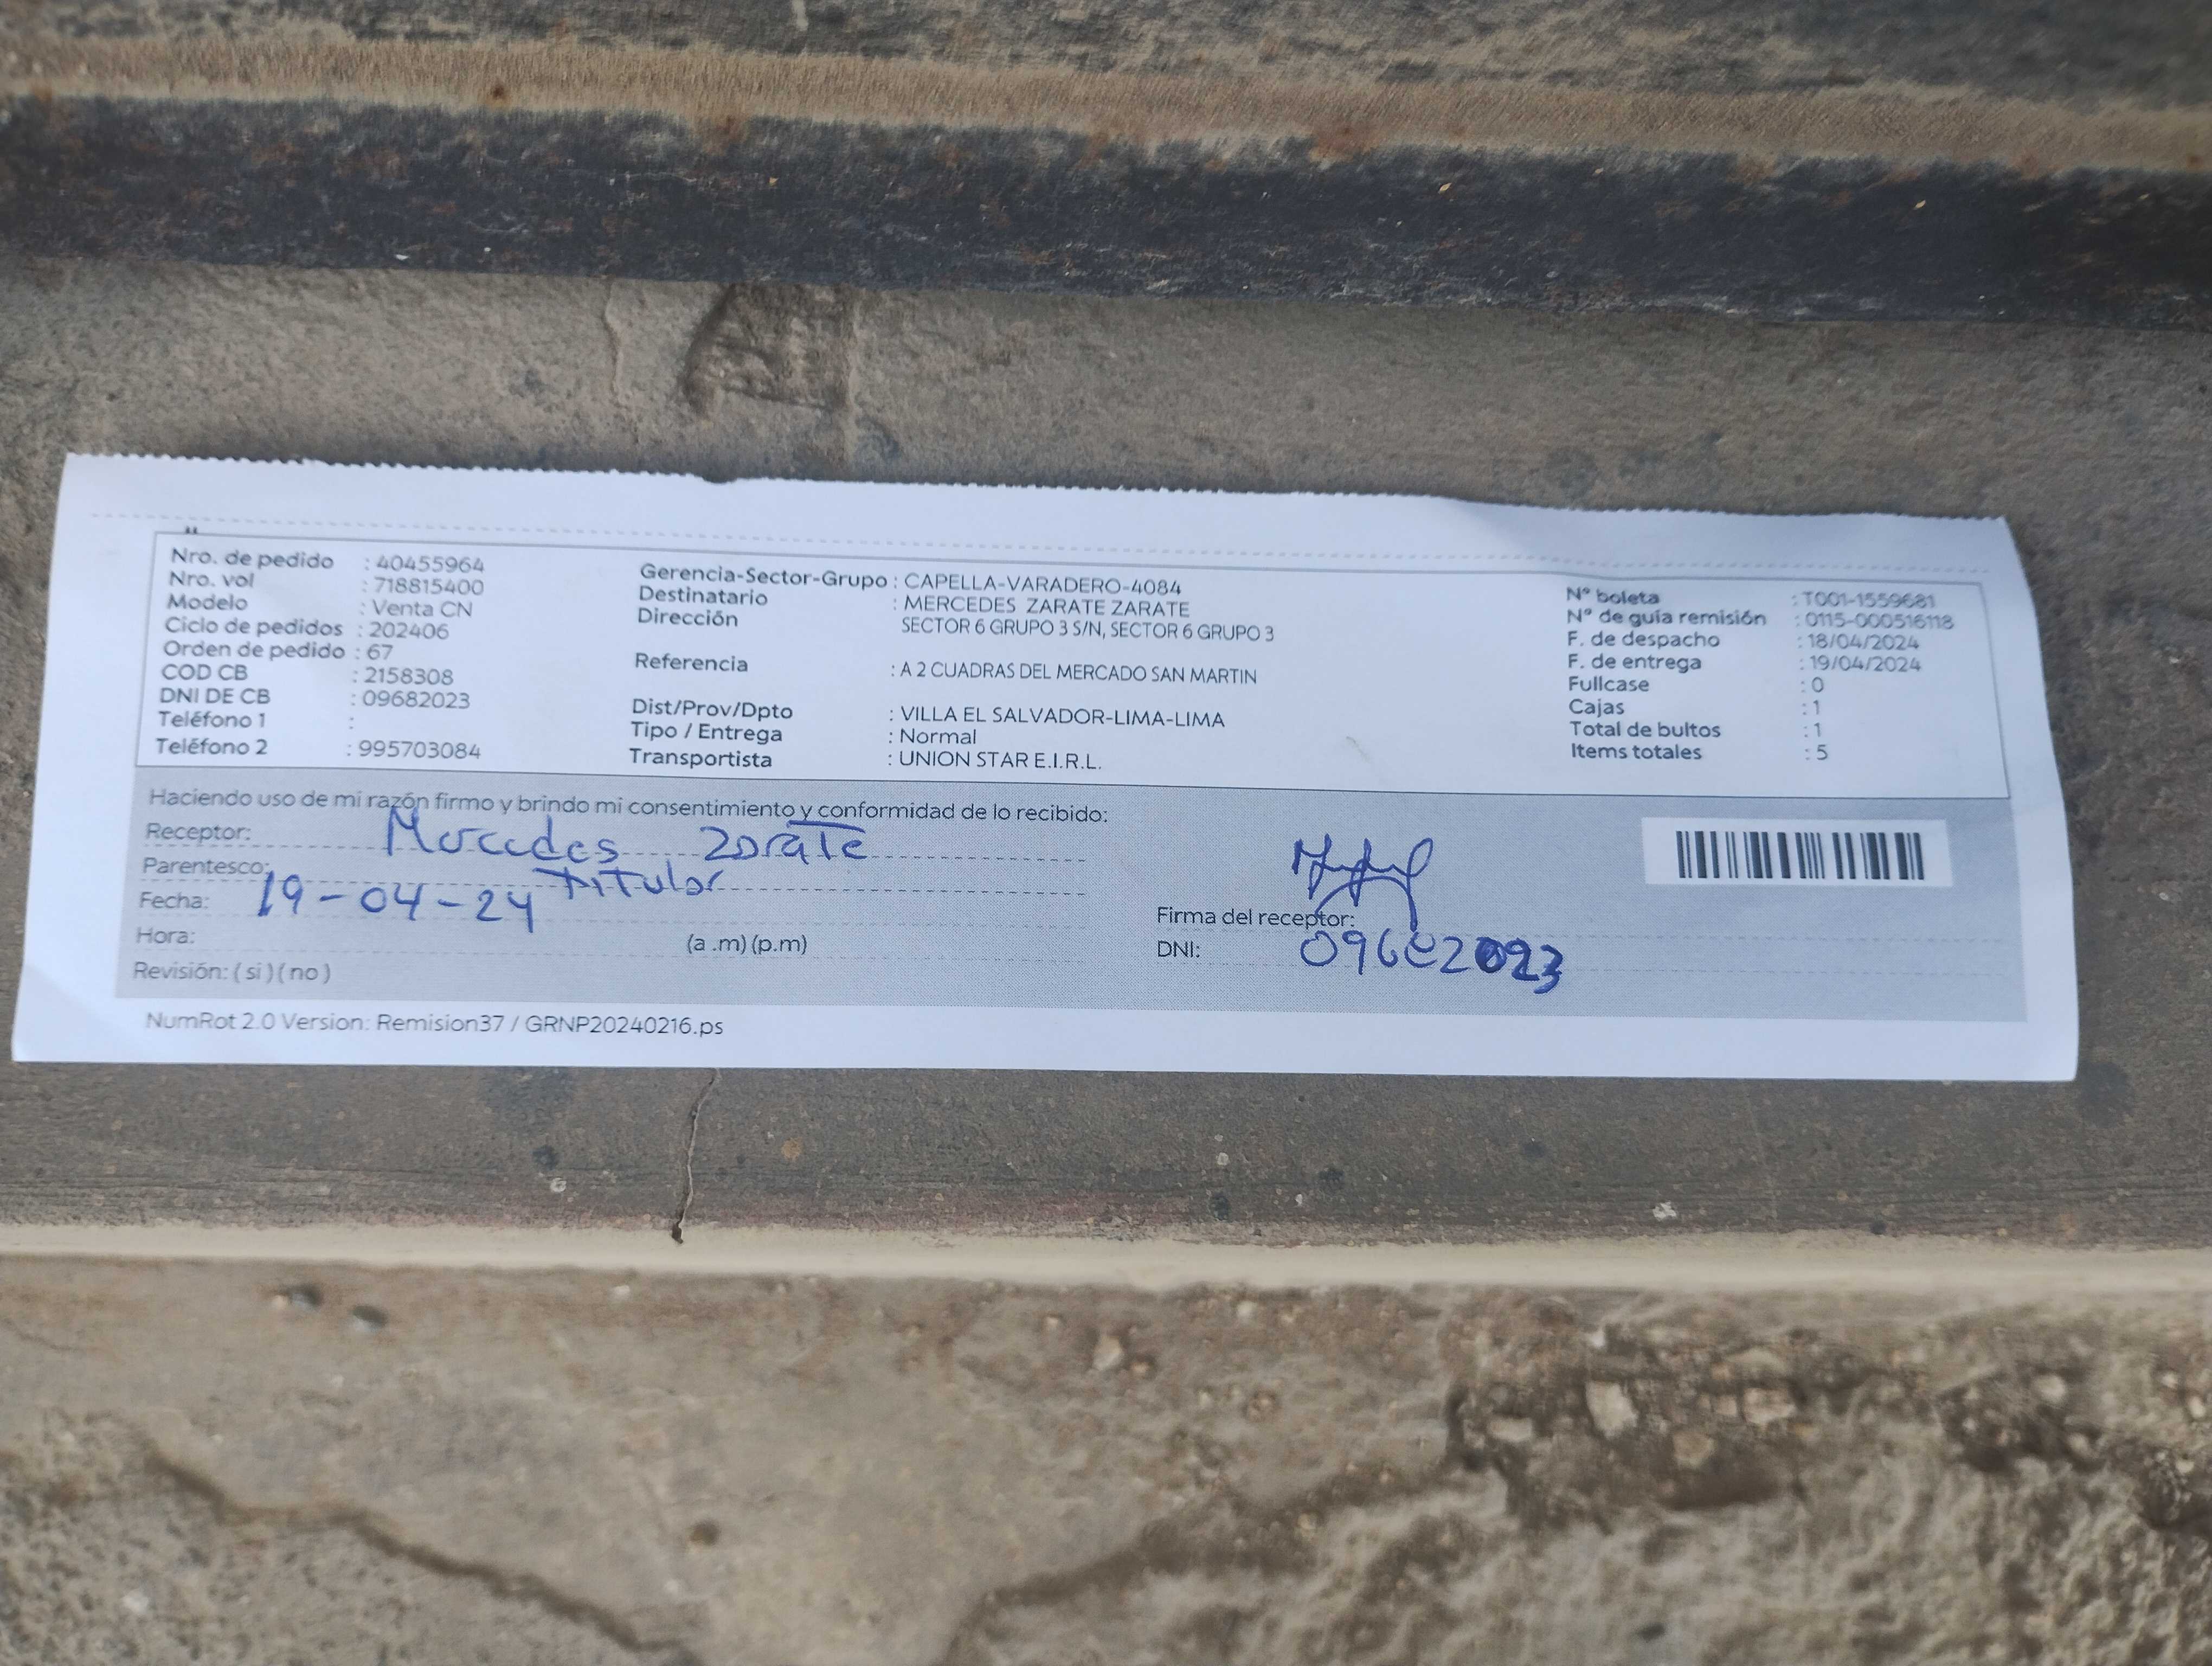 Nro. de pedido : 40455964
Nro. vol : 718815400
Modelo : Venta CN
Ciclo de pedidos : 202406
Orden de pedido : 67
COD CB : 2158308
DNI DE CB : 09682023
Teléfono 1 :
Teléfono 2 : 995703084
Gerencia-Sector-Grupo : CAPELLA-VARADERO-4084
Destinatario : MERCEDES ZARATE ZARATE
Dirección SECTOR 6 GRUPO 3 S/N, SECTOR 6 GRUPO 3
Referencia : A 2 CUADRAS DEL MERCADO SAN MARTIN
Dist/Prov/Dpto : VILLA EL SALVADOR-LIMA-LIMA
Tipo / Entrega : Normal
Transportista : UNION STAR E.I.R.L.
N° boleta : T001-1559681
N° de guía remisión : 0115-000516118
F. de despacho : 18/04/2024
F. de entrega : 19/04/2024
Fullcase : 0
Cajas : 1
Total de bultos : 1
Items totales : 5
Haciendo uso de mi razón firmo y brindo mi consentimiento y conformidad de lo recibido:
Receptor: Mercedes Zarate
Parentesco: Titular
Fecha: 19-04-24
Hora: (a .m) (p.m)
Revisión: ( si ) ( no )
Firma del receptor:
DNI: 09682023
NumRot 2.0 Version: Remision37 / GRNP20240216.ps